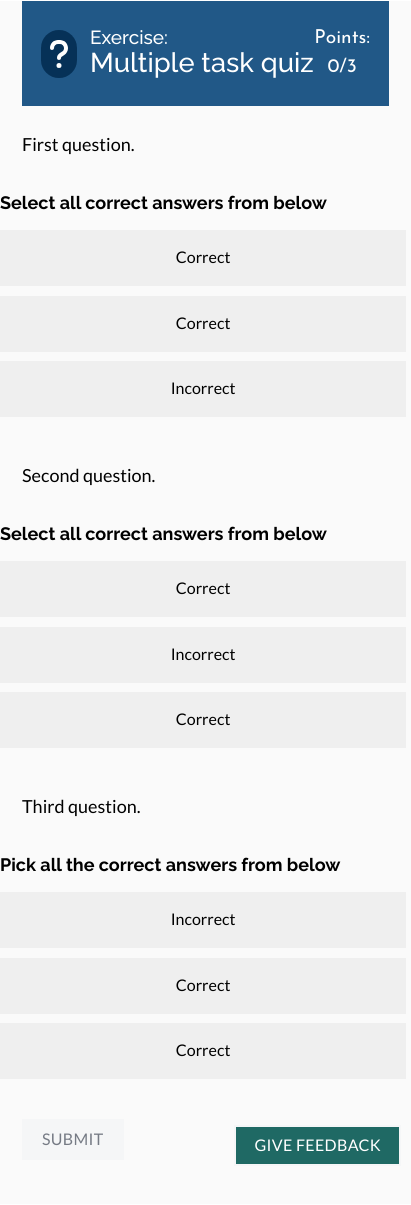 ?
Exercise:
Multiple task quiz
Points:
0/3
First question.
Select all correct answers from below
Correct
Correct
Incorrect
Second question.
Select all correct answers from below
Correct
Incorrect
Correct
Third question.
Pick all the correct answers from below
Incorrect
Correct
Correct
SUBMIT
GIVE FEEDBACK